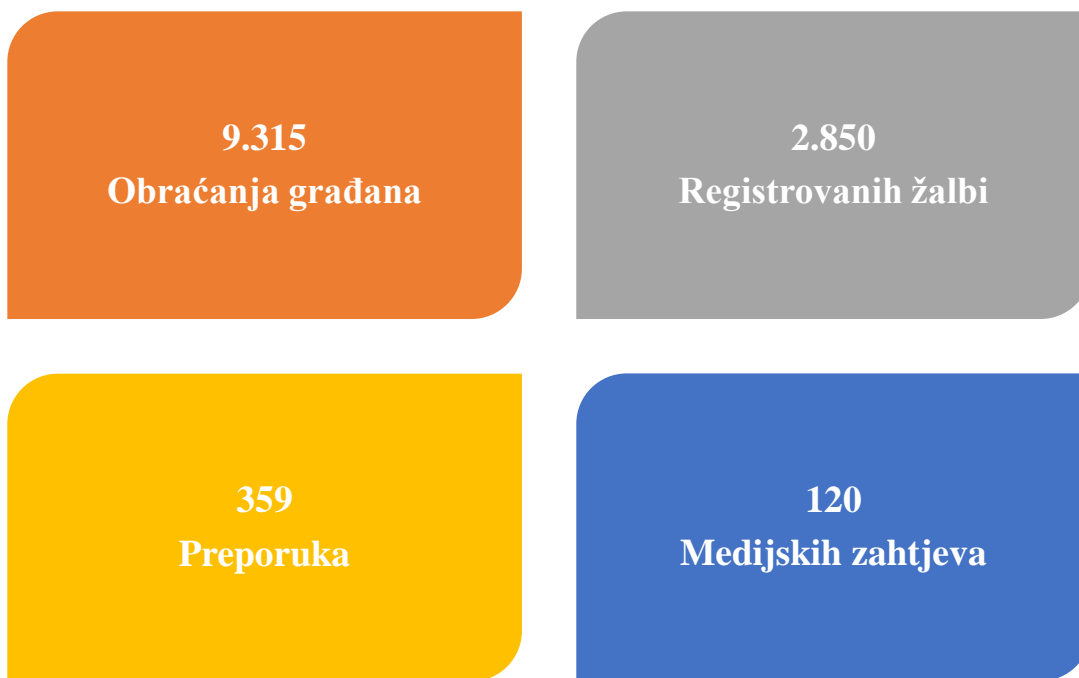 9.315
Obraćanja građana
2.850
Registrovanih žalbi
359
Preporuka
120
Medijskih zahtjeva